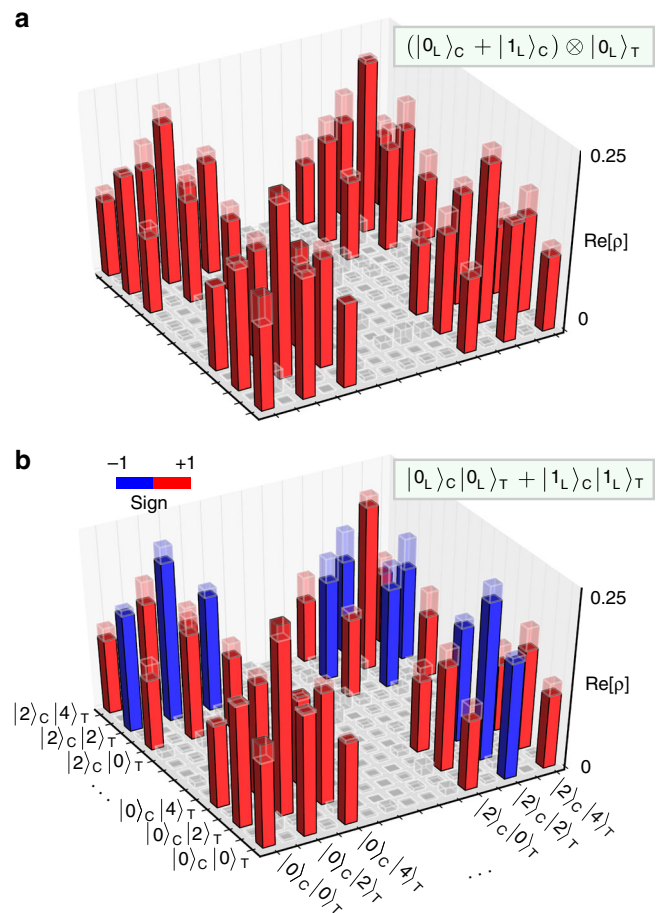 a
(|0_L⟩_C + |1_L⟩_C) ⊗ |0_L⟩_T
0.25
Re[ρ]
0
b
−1 +1
Sign
|0_L⟩_C|0_L⟩_T + |1_L⟩_C|1_L⟩_T
0.25
Re[ρ]
0
|2⟩_C|4⟩_T
|2⟩_C|2⟩_T
|2⟩_C|0⟩_T
...
|0⟩_C|4⟩_T
|0⟩_C|2⟩_T
|0⟩_C|0⟩_T
|0⟩_C|0⟩_T
|0⟩_C|2⟩_T
|0⟩_C|4⟩_T
...
|2⟩_C|0⟩_T
|2⟩_C|2⟩_T
|2⟩_C|4⟩_T